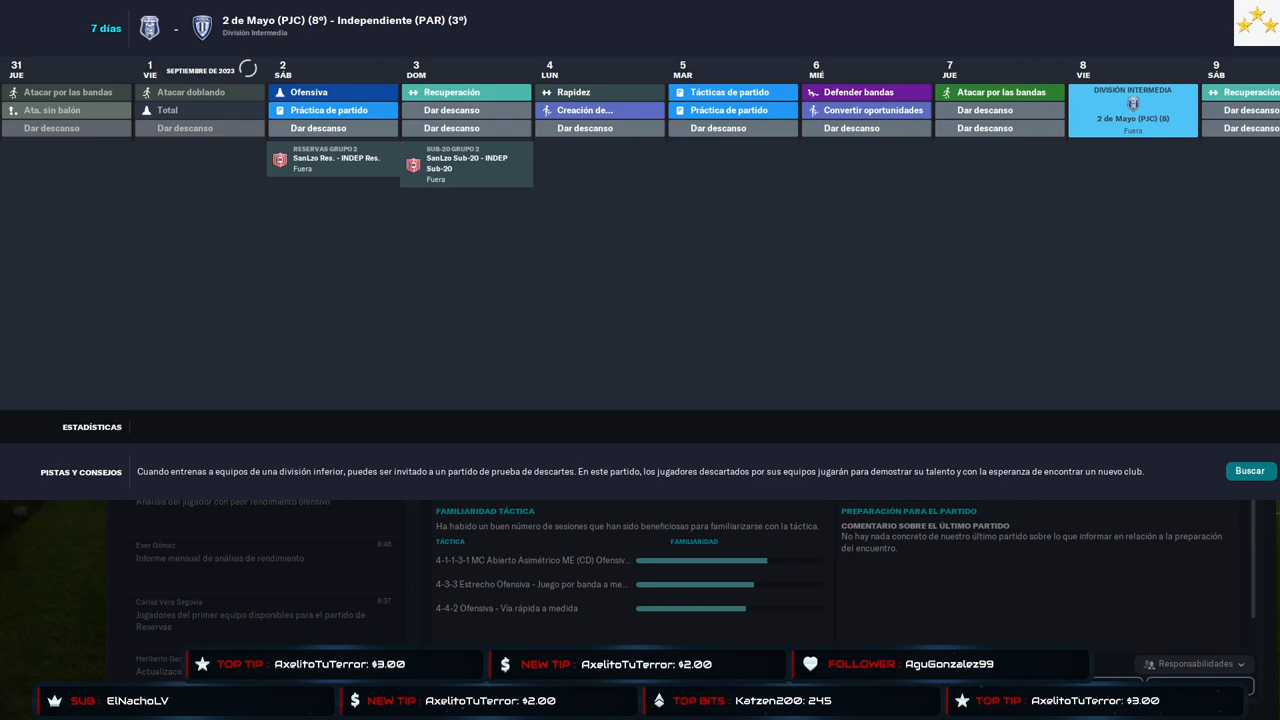 7 días
2 de Mayo (PJC) (8º) - Independiente (PAR) (3º)
División Intermedia
31
JUE
1
VIE
SEPTIEMBRE DE 2023
2
SÁB
3
DOM
4
LUN
5
MAR
6
MIÉ
7
JUE
8
VIE
9
SÁB
Atacar por las bandas
Ata. sin balón
Dar descanso
Atacar doblando
Total
Dar descanso
Ofensiva
Práctica de partido
Dar descanso
Recuperación
Dar descanso
Dar descanso
Rapidez
Creación de...
Dar descanso
Tácticas de partido
Práctica de partido
Dar descanso
Defender bandas
Convertir oportunidades
Dar descanso
Atacar por las bandas
Dar descanso
Dar descanso
DIVISIÓN INTERMEDIA
2 de Mayo (PJC) (8)
Fuera
Recuperación
Dar descanso
Dar descanso
SanLzo Res. - INDEP Res.
Fuera
SUB-20 GRUPO 2
SanLzo Sub-20 - INDEP
Sub-20
Fuera
ESTADÍSTICAS
PISTAS Y CONSEJOS
Cuando entrenas a equipos de una división inferior, puedes ser invitado a un partido de prueba de descartes. En este partido, los jugadores descartados por sus equipos jugarán para demostrar su talento y con la esperanza de encontrar un nuevo club.
Buscar
Análisis del jugador con peor rendimiento ofensivo
Ever Gómez
8:46
Informe mensual de análisis de rendimiento
Carlos Vera Segovia
8:37
Jugadores del primer equipo disponibles para el partido de
Reservas
Heriberto Gar
Actualizaci
FAMILIARIDAD TÁCTICA
Ha habido un buen número de sesiones que han sido beneficiosas para familiarizarse con la táctica.
TÁCTICA
FAMILIARIDAD
4-1-1-3-1 MC Abierto Asimétrico ME (CD) Ofensiv...
4-3-3 Estrecho Ofensiva - Juego por banda a me...
4-4-2 Ofensiva - Vía rápida a medida
PREPARACIÓN PARA EL PARTIDO
COMENTARIO SOBRE EL ÚLTIMO PARTIDO
No hay nada concreto de nuestro último partido sobre lo que informar en relación a la preparación
del encuentro.
Responsabilidades
TOP TIP : AxelitoTuTerror: $3.00
NEW TIP : AxelitoTuTerror: $2.00
FOLLOWER : AguGonzalez99
SUB : ElNachoLV
NEW TIP : AxelitoTuTerror: $2.00
TOP BITS : Katzen200: 245
TOP TIP : AxelitoTuTerror: $3.00